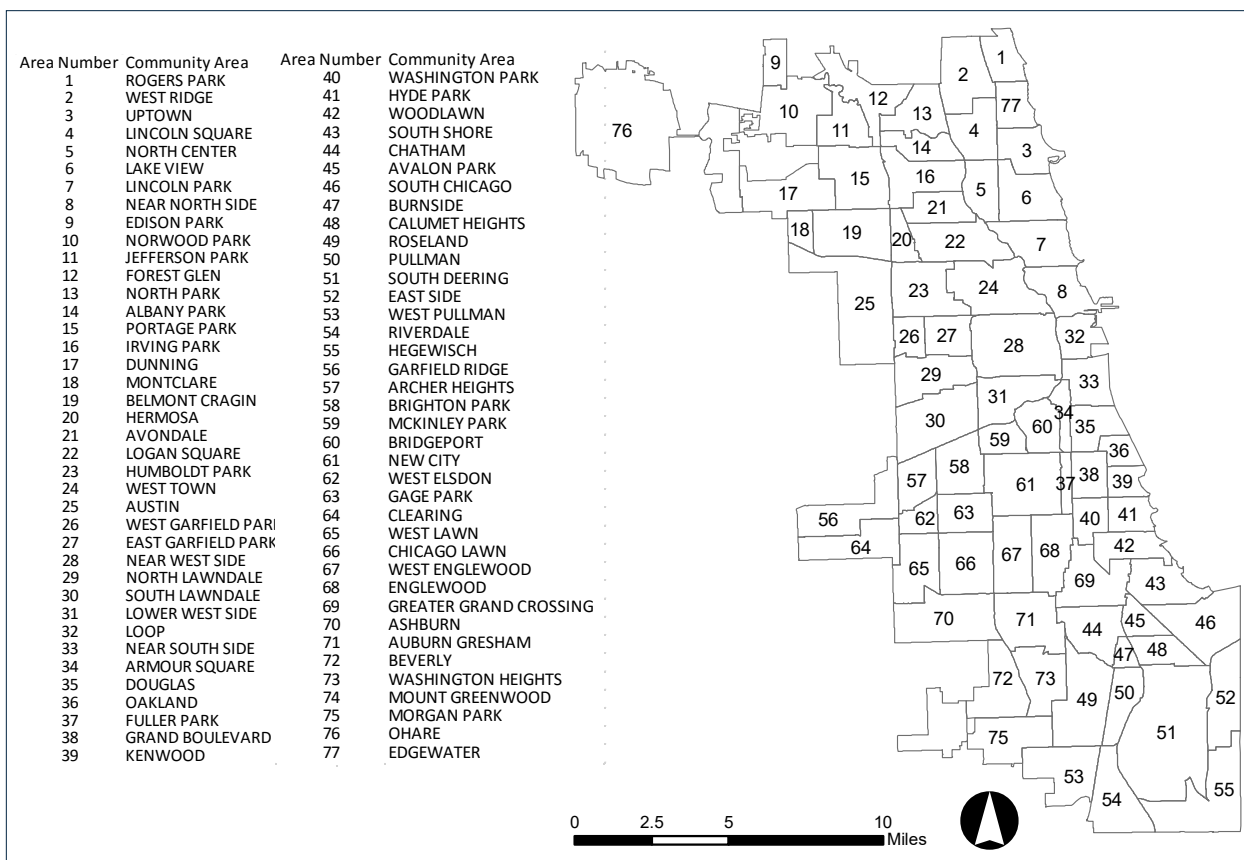 Area Number Community Area
1 ROGERS PARK
2 WEST RIDGE
3 UPTOWN
4 LINCOLN SQUARE
5 NORTH CENTER
6 LAKE VIEW
7 LINCOLN PARK
8 NEAR NORTH SIDE
9 EDISON PARK
10 NORWOOD PARK
11 JEFFERSON PARK
12 FOREST GLEN
13 NORTH PARK
14 ALBANY PARK
15 PORTAGE PARK
16 IRVING PARK
17 DUNNING
18 MONTCLARE
19 BELMONT CRAGIN
20 HERMOSA
21 AVONDALE
22 LOGAN SQUARE
23 HUMBOLDT PARK
24 WEST TOWN
25 AUSTIN
26 WEST GARFIELD PARK
27 EAST GARFIELD PARK
28 NEAR WEST SIDE
29 NORTH LAWNDALE
30 SOUTH LAWNDALE
31 LOWER WEST SIDE
32 LOOP
33 NEAR SOUTH SIDE
34 ARMOUR SQUARE
35 DOUGLAS
36 OAKLAND
37 FULLER PARK
38 GRAND BOULEVARD
39 KENWOOD
Area Number Community Area
40 WASHINGTON PARK
41 HYDE PARK
42 WOODLAWN
43 SOUTH SHORE
44 CHATHAM
45 AVALON PARK
46 SOUTH CHICAGO
47 BURNSIDE
48 CALUMET HEIGHTS
49 ROSELAND
50 PULLMAN
51 SOUTH DEERING
52 EAST SIDE
53 WEST PULLMAN
54 RIVERDALE
55 HEGEWISCH
56 GARFIELD RIDGE
57 ARCHER HEIGHTS
58 BRIGHTON PARK
59 MCKINLEY PARK
60 BRIDGEPORT
61 NEW CITY
62 WEST ELSDON
63 GAGE PARK
64 CLEARING
65 WEST LAWN
66 CHICAGO LAWN
67 WEST ENGLEWOOD
68 ENGLEWOOD
69 GREATER GRAND CROSSING
70 ASHBURN
71 AUBURN GRESHAM
72 BEVERLY
73 WASHINGTON HEIGHTS
74 MOUNT GREENWOOD
75 MORGAN PARK
76 OHARE
77 EDGEWATER
1
9
2
12
77
10
13
76
11
4
3
14
15
16
17
5
6
21
18
19
20
22
7
23
24
8
25
26
27
28
32
29
33
31
34
30
60
35
59
36
58
38
57
61
37
39
56
62
63
40
41
64
42
67
68
65
66
69
43
70
71
44
45
46
47
48
72
73
49
50
52
51
75
53
54
55
0 2.5 5 10
Miles